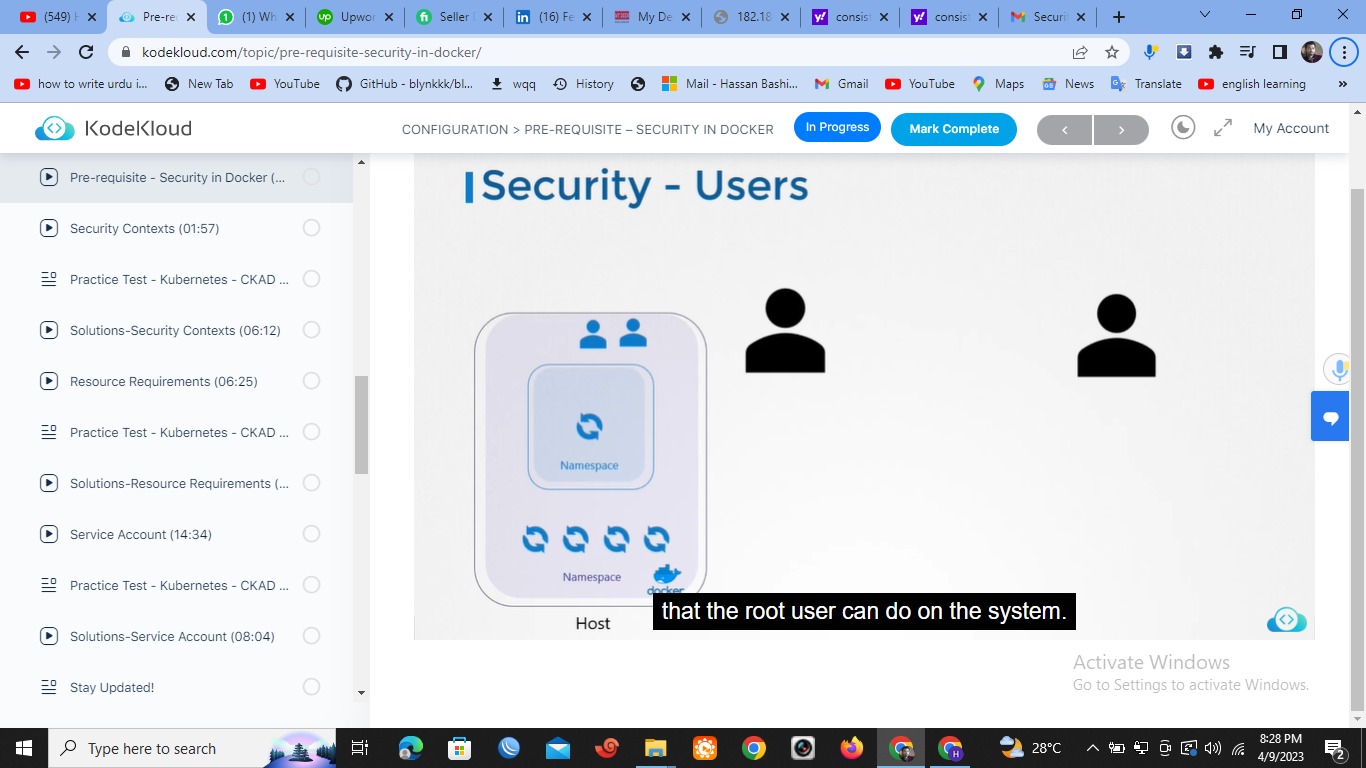 (549) H
Pre-re
(1) Wh
Upwor
Seller
(16) Fe
My De
182.18
consist
consist
Securit
kodekloud.com/topic/pre-requisite-security-in-docker/
how to write urdu i...
New Tab
YouTube
GitHub - blynkkk/bl...
wqq
History
Mail - Hassan Bashi...
Gmail
YouTube
Maps
News
Translate
english learning
»
KodeKloud
CONFIGURATION > PRE-REQUISITE – SECURITY IN DOCKER
In Progress
Mark Complete
My Account
Pre-requisite - Security in Docker (...
Security Contexts (01:57)
Practice Test - Kubernetes - CKAD ...
Solutions-Security Contexts (06:12)
Resource Requirements (06:25)
Practice Test - Kubernetes - CKAD ...
Solutions-Resource Requirements (...
Service Account (14:34)
Practice Test - Kubernetes - CKAD ...
Solutions-Service Account (08:04)
Stay Updated!
Security - Users
Namespace
Namespace
docker
Host
that the root user can do on the system.
Activate Windows
Go to Settings to activate Windows.
Type here to search
28°C
8:28 PM
4/9/2023
2